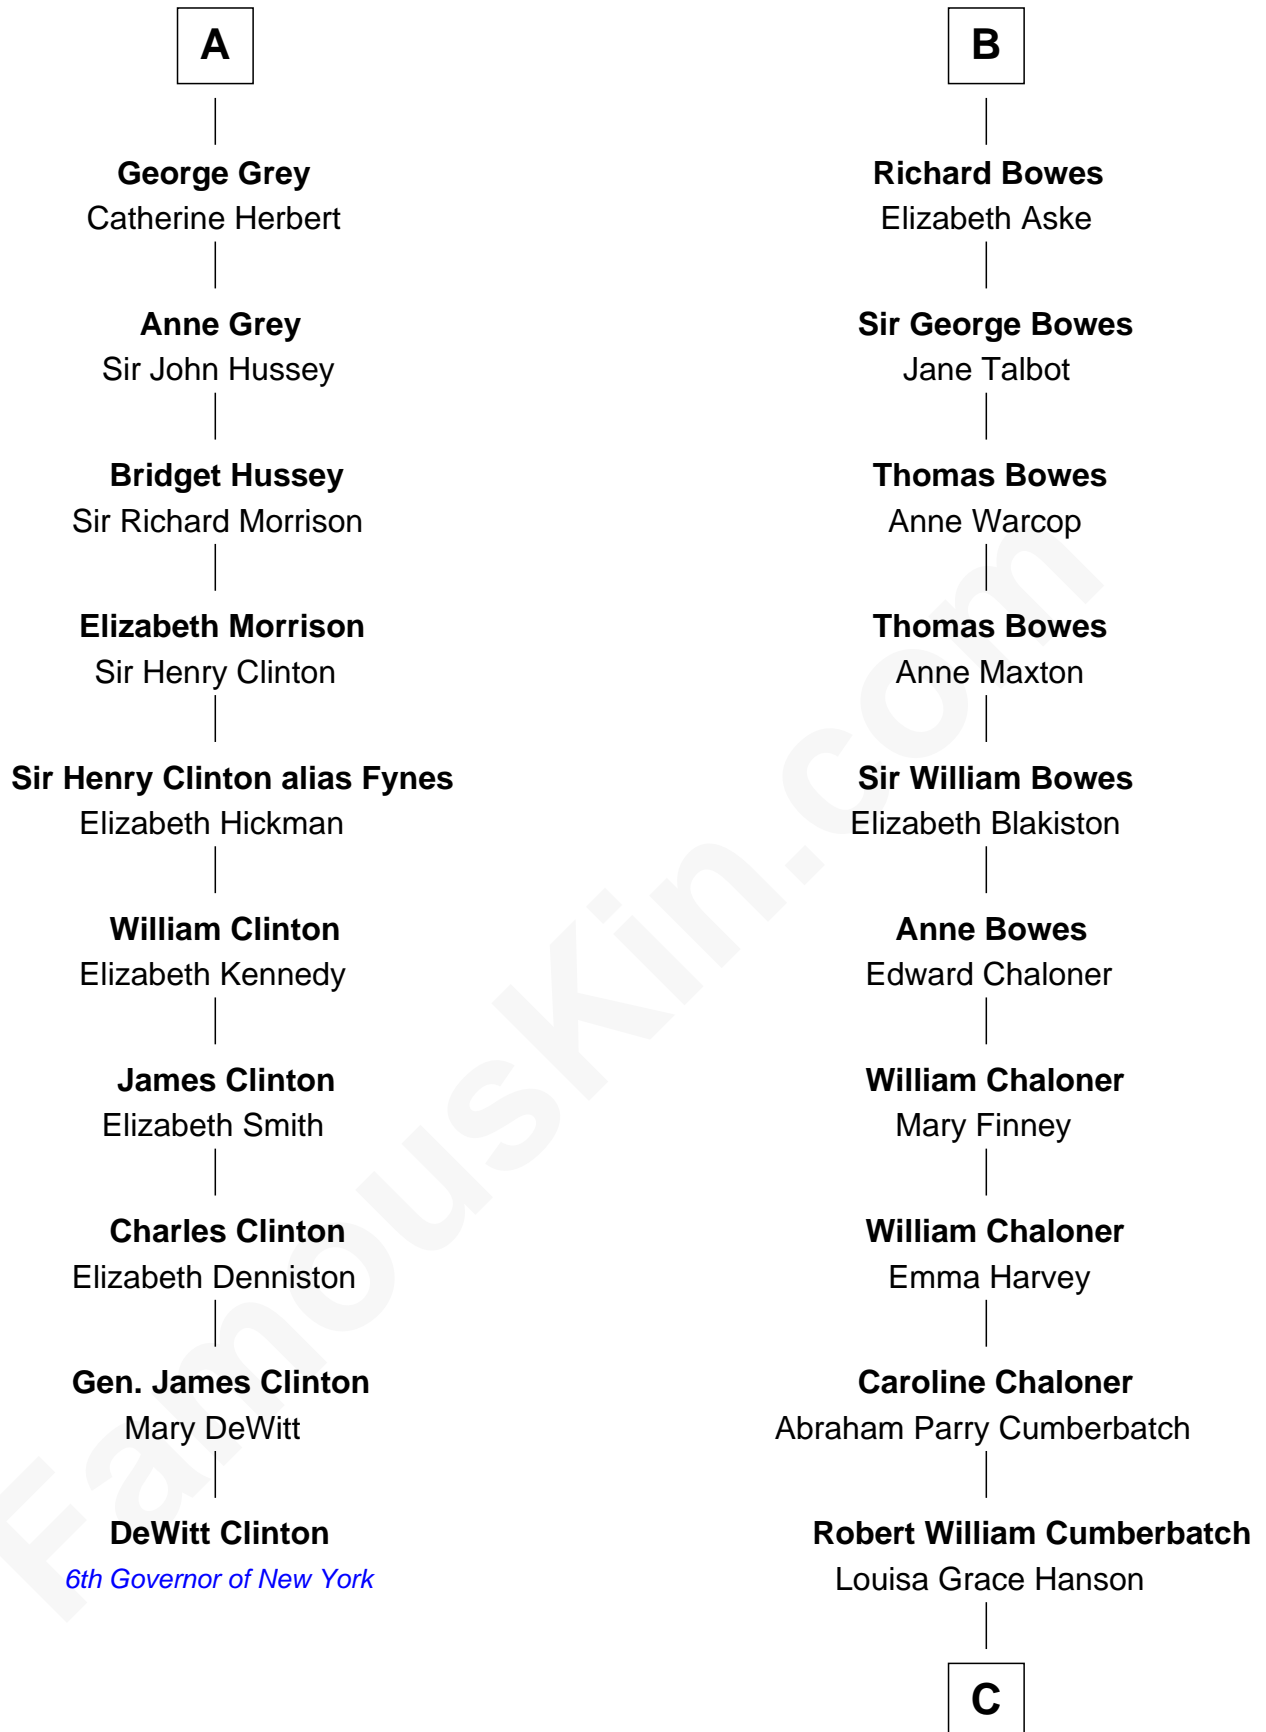 A
George Grey
Catherine Herbert
Anne Grey
Sir John Hussey
Bridget Hussey
Sir Richard Morrison
Elizabeth Morrison
Sir Henry Clinton
Sir Henry Clinton alias Fynes
Elizabeth Hickman
William Clinton
Elizabeth Kennedy
James Clinton
Elizabeth Smith
Charles Clinton
Elizabeth Denniston
Gen. James Clinton
Mary DeWitt
DeWitt Clinton
6th Governor of New York
B
Richard Bowes
Elizabeth Aske
Sir George Bowes
Jane Talbot
Thomas Bowes
Anne Warcop
Thomas Bowes
Anne Maxton
Sir William Bowes
Elizabeth Blakiston
Anne Bowes
Edward Chaloner
William Chaloner
Mary Finney
William Chaloner
Emma Harvey
Caroline Chaloner
Abraham Parry Cumberbatch
Robert William Cumberbatch
Louisa Grace Hanson
C
FamousKin.com